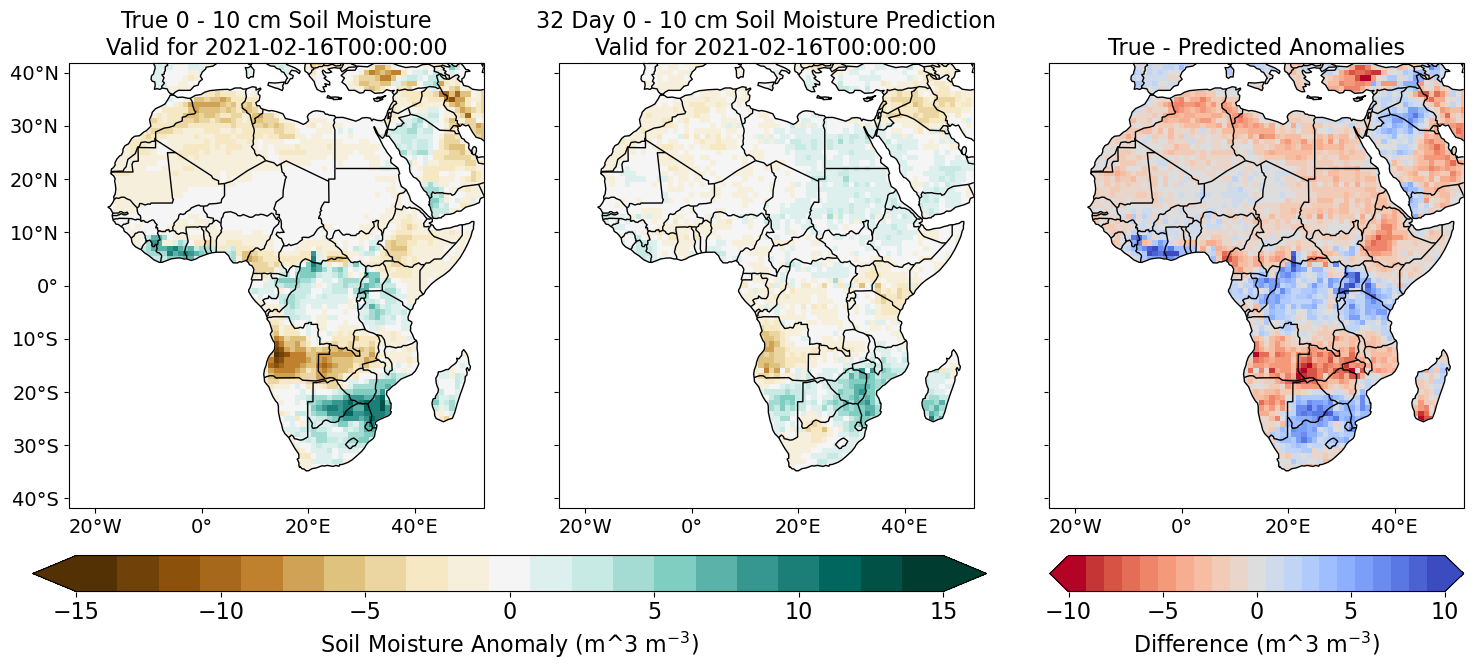 True 0 - 10 cm Soil Moisture
Valid for 2021-02-16T00:00:00
32 Day 0 - 10 cm Soil Moisture Prediction
Valid for 2021-02-16T00:00:00
True - Predicted Anomalies
40°N
30°N
20°N
10°N
0°
10°S
20°S
30°S
40°S
20°W 0° 20°E 40°E
20°W 0° 20°E 40°E
20°W 0° 20°E 40°E
−15 −10 −5 0 5 10 15
Soil Moisture Anomaly (m^3 m⁻³)
−10 −5 0 5 10
Difference (m^3 m⁻³)